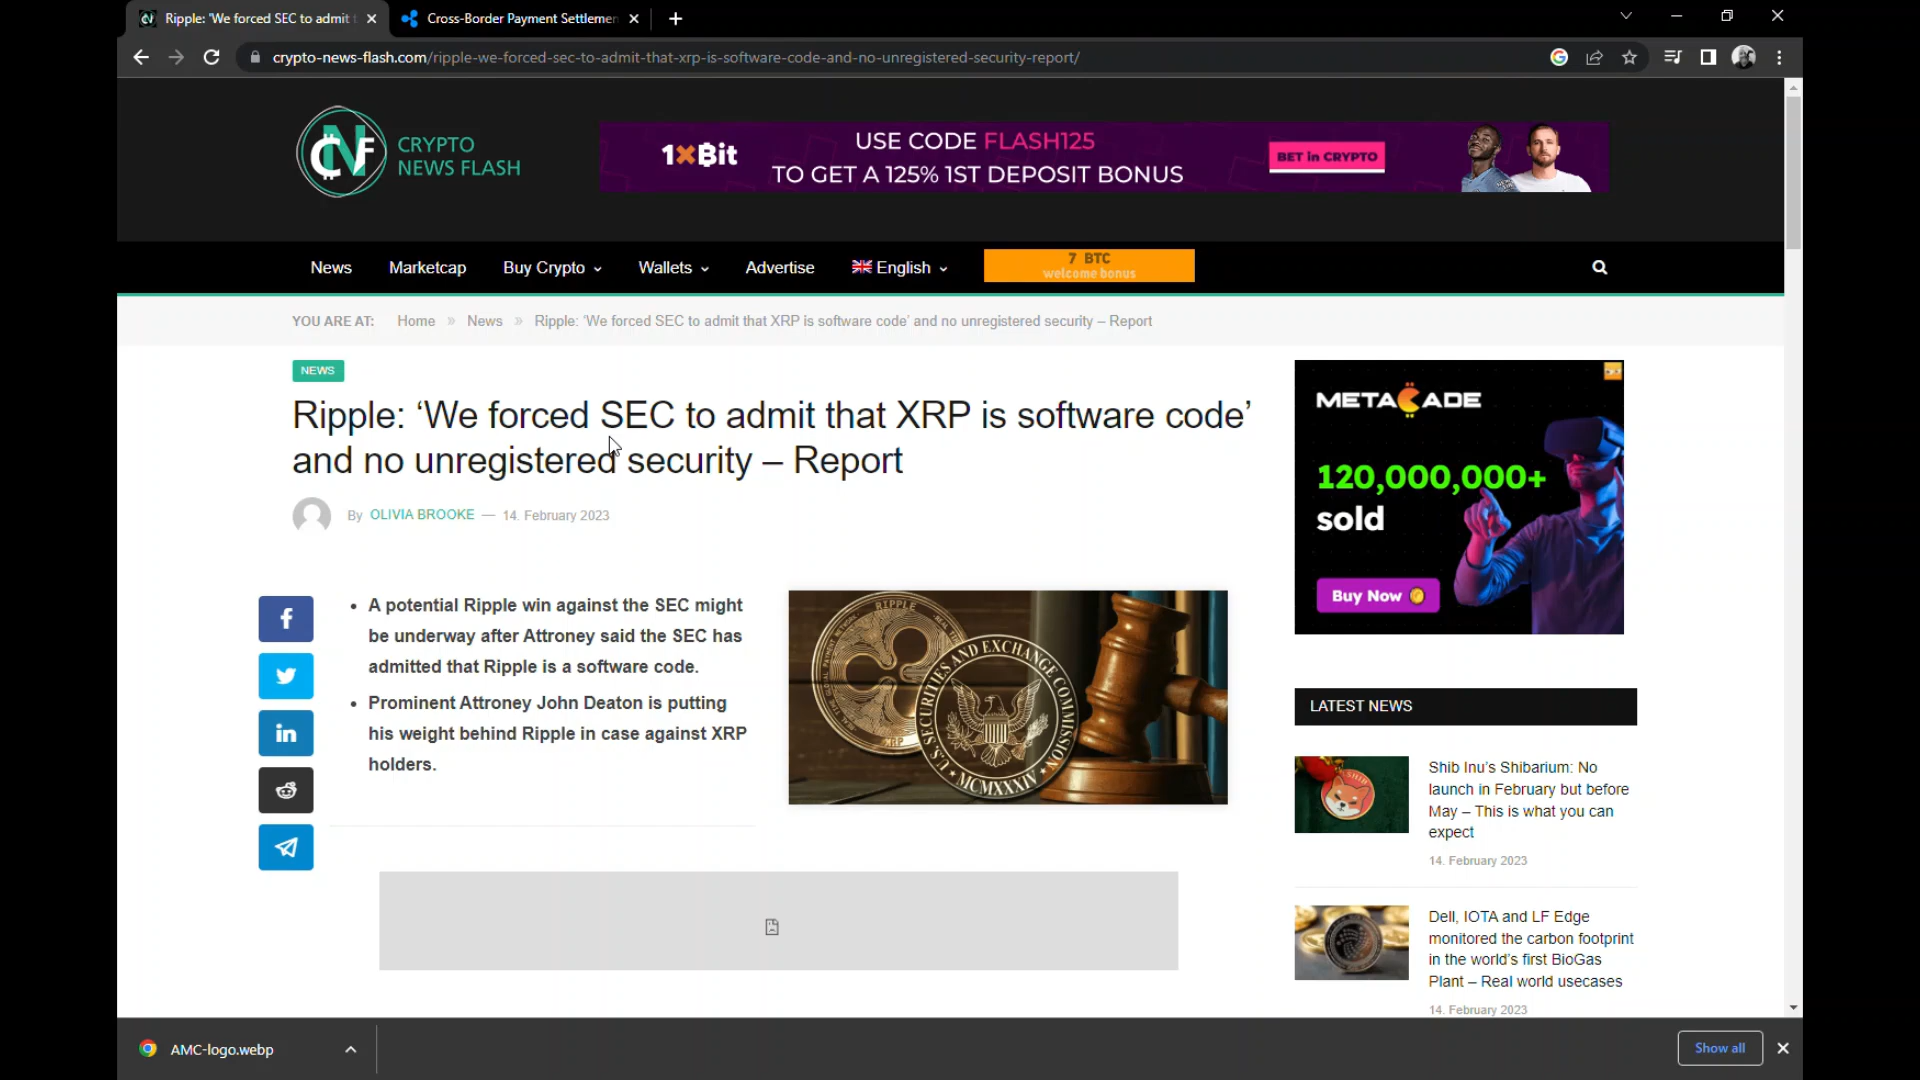 Ripple: 'We forced SEC to admit t
Cross-Border Payment Settlemen
crypto-news-flash.com/ripple-we-forced-sec-to-admit-that-xrp-is-software-code-and-no-unregistered-security-report/
CRYPTO
NEWS FLASH
1XBit
USE CODE FLASH125
TO GET A 125% 1ST DEPOSIT BONUS
BET in CRYPTO
News
Marketcap
Buy Crypto
Wallets
Advertise
English
7 BTC
welcome bonus
YOU ARE AT:
Home » News » Ripple: 'We forced SEC to admit that XRP is software code' and no unregistered security – Report
NEWS
Ripple: ‘We forced SEC to admit that XRP is software code’
and no unregistered security – Report
By OLIVIA BROOKE — 14. February 2023
• A potential Ripple win against the SEC might
be underway after Attroney said the SEC has
admitted that Ripple is a software code.
• Prominent Attroney John Deaton is putting
his weight behind Ripple in case against XRP
holders.
RIPPLE
XRP
U.S. SECURITIES AND EXCHANGE COMMISSION
MCMXXXIV
METACADE
120,000,000+
sold
Buy Now
LATEST NEWS
SHIB
Shib Inu’s Shibarium: No
launch in February but before
May – This is what you can
expect
14. February 2023
Dell, IOTA and LF Edge
monitored the carbon footprint
in the world’s first BioGas
Plant – Real world usecases
14. February 2023
AMC-logo.webp
Show all